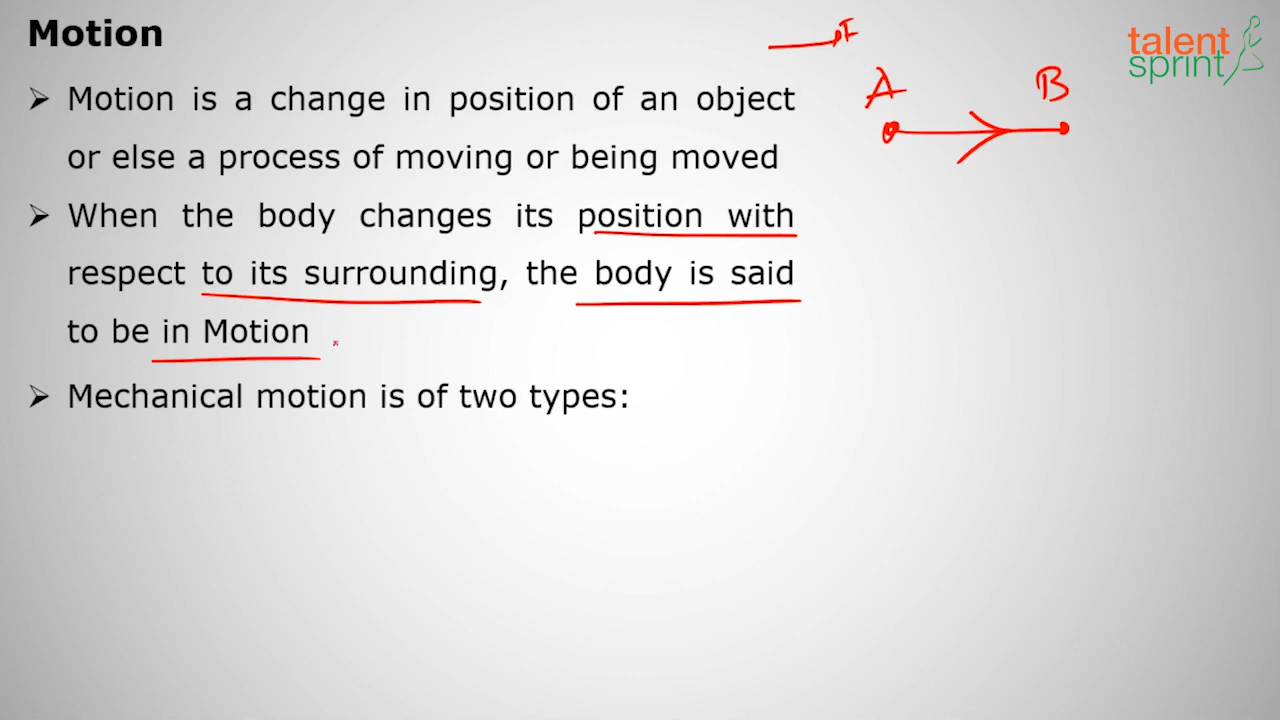 Motion
F
talent
sprint
A
B
➢ Motion is a change in position of an object
or else a process of moving or being moved
➢ When the body changes its position with
respect to its surrounding, the body is said
to be in Motion
➢ Mechanical motion is of two types: